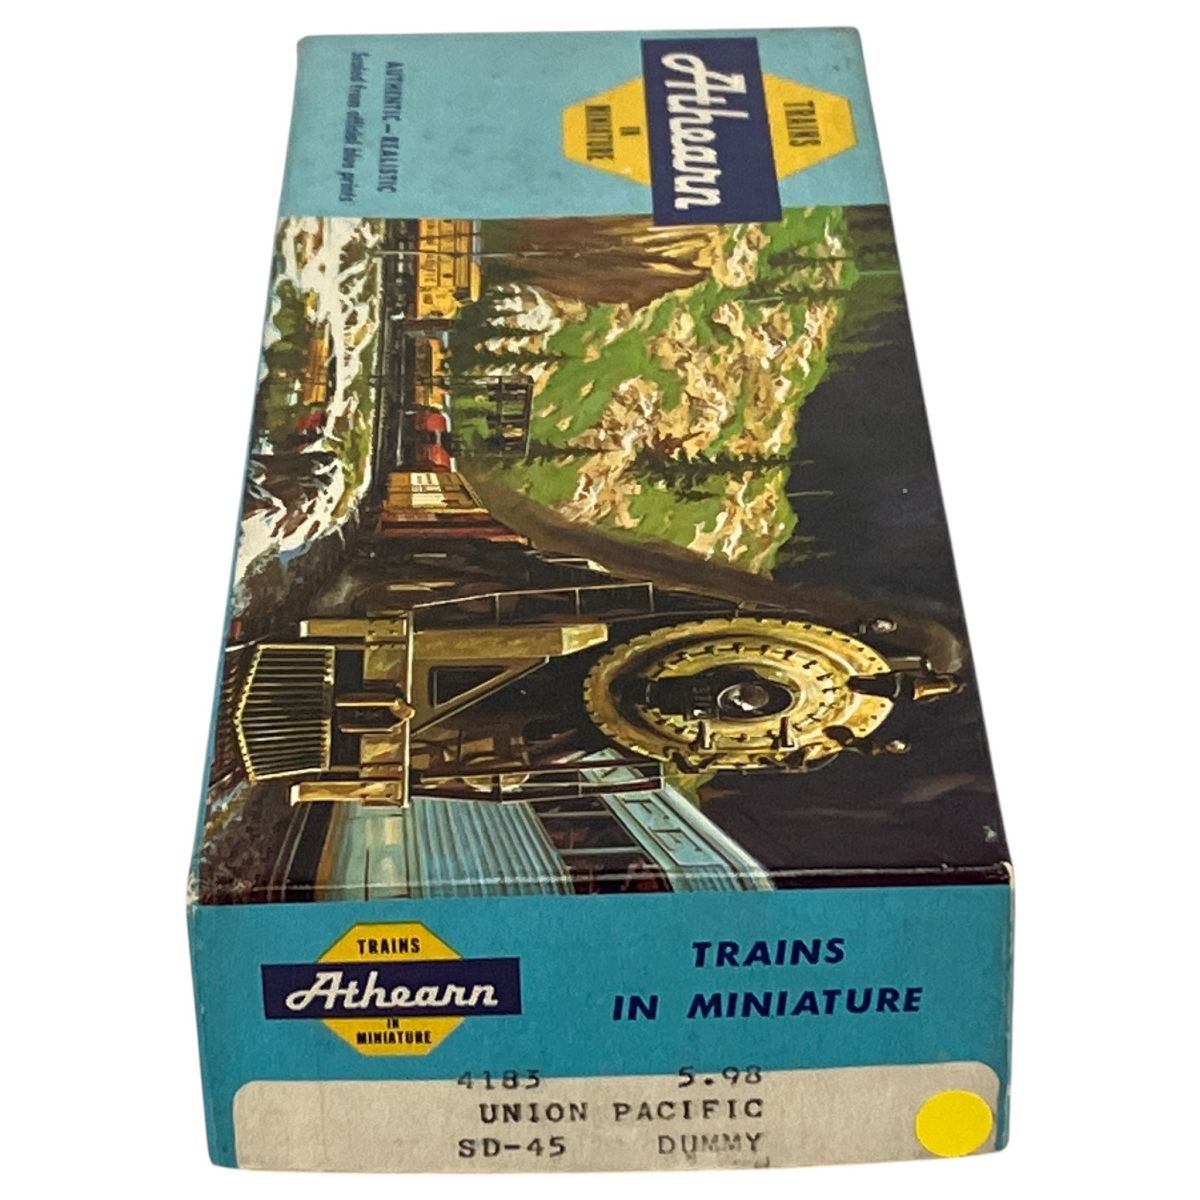 TRAINS
Athearn
IN
MINIATURE
AUTHENTIC — REALISTIC
Scaled from official blue prints
TRAINS
Athearn
IN
MINIATURE
TRAINS
IN MINIATURE
4183 5.98
UNION PACIFIC
SD-45 DUMMY